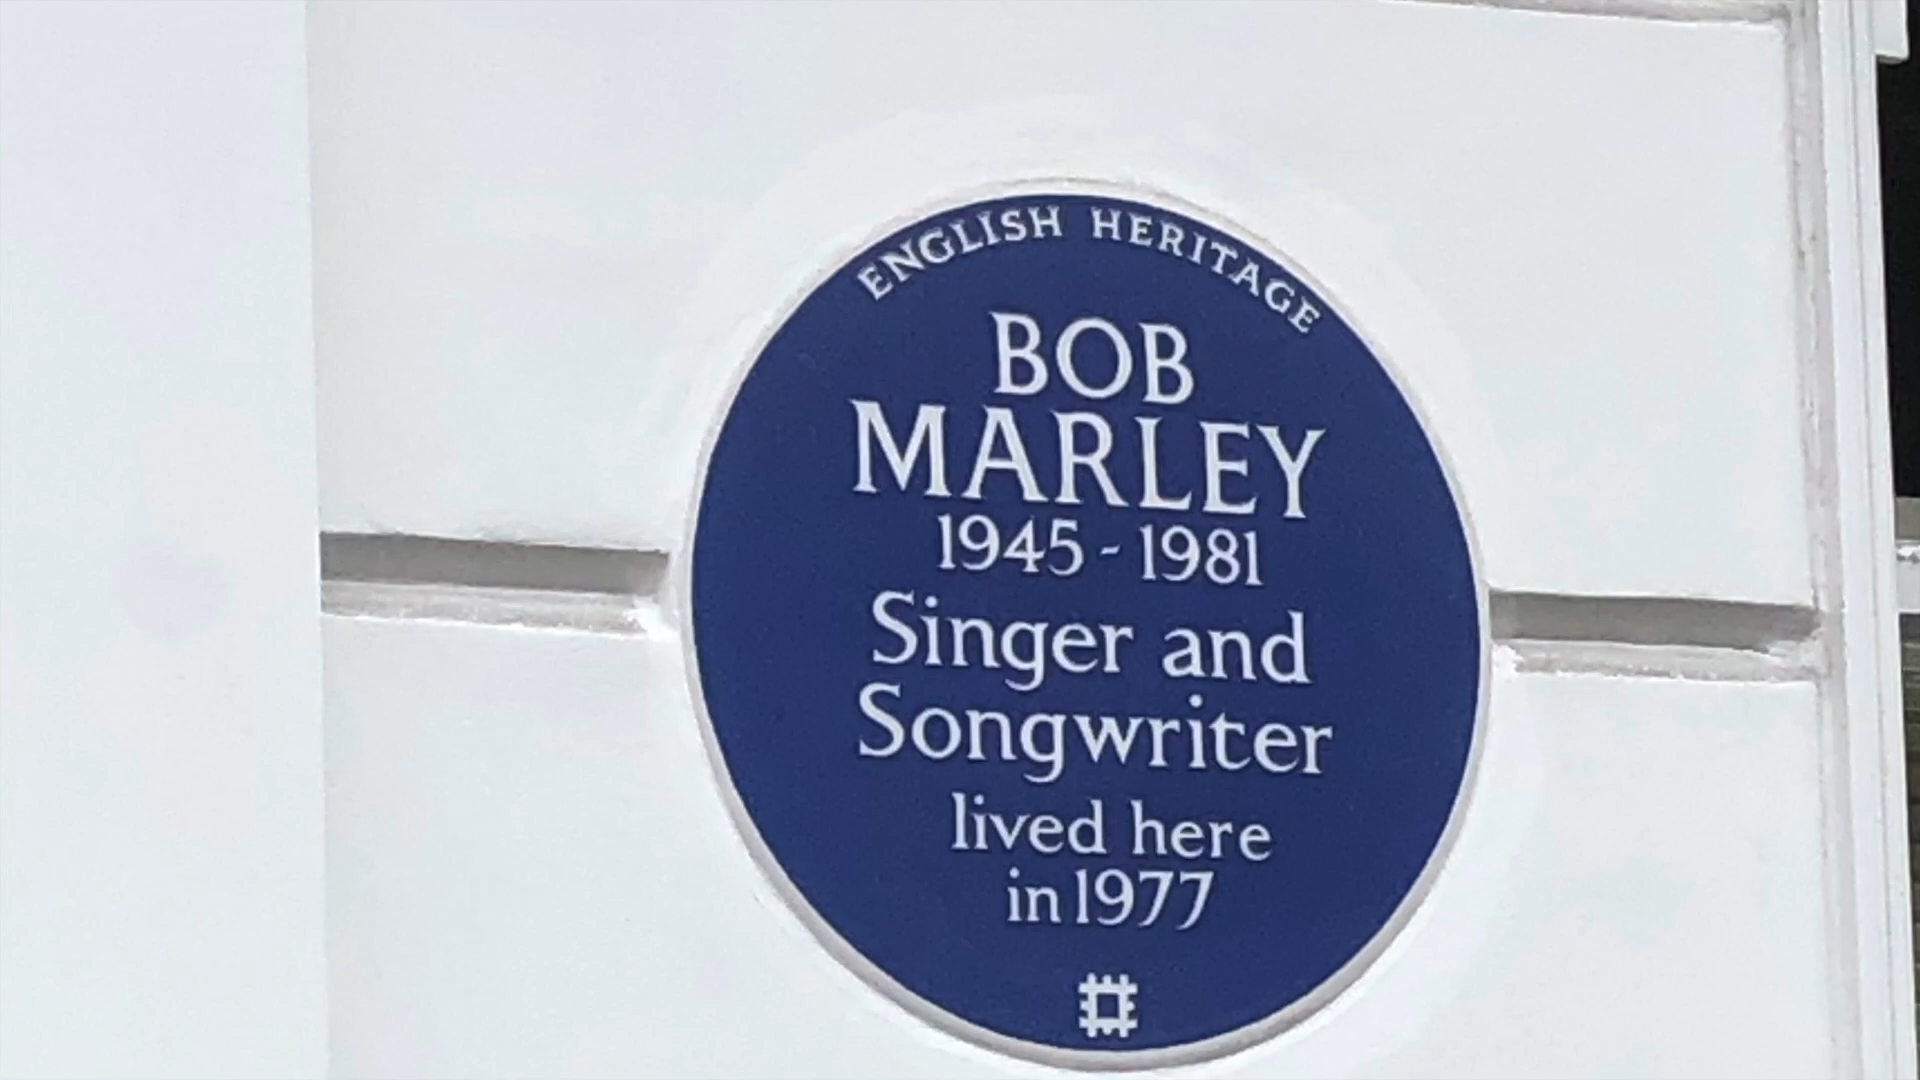 ENGLISH HERITAGE
BOB
MARLEY
1945 - 1981
Singer and
Songwriter
lived here
in 1977